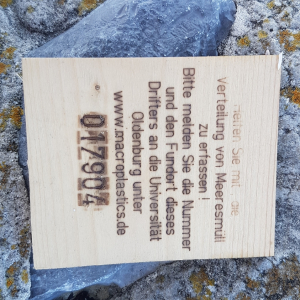 Helfen Sie mit die
Verteilung von Meeresmüll
zu erfassen !
Bitte melden Sie die Nummer
und den Fundort dieses
Drifters an die Universität
Oldenburg unter
www.macroplastics.de
017904